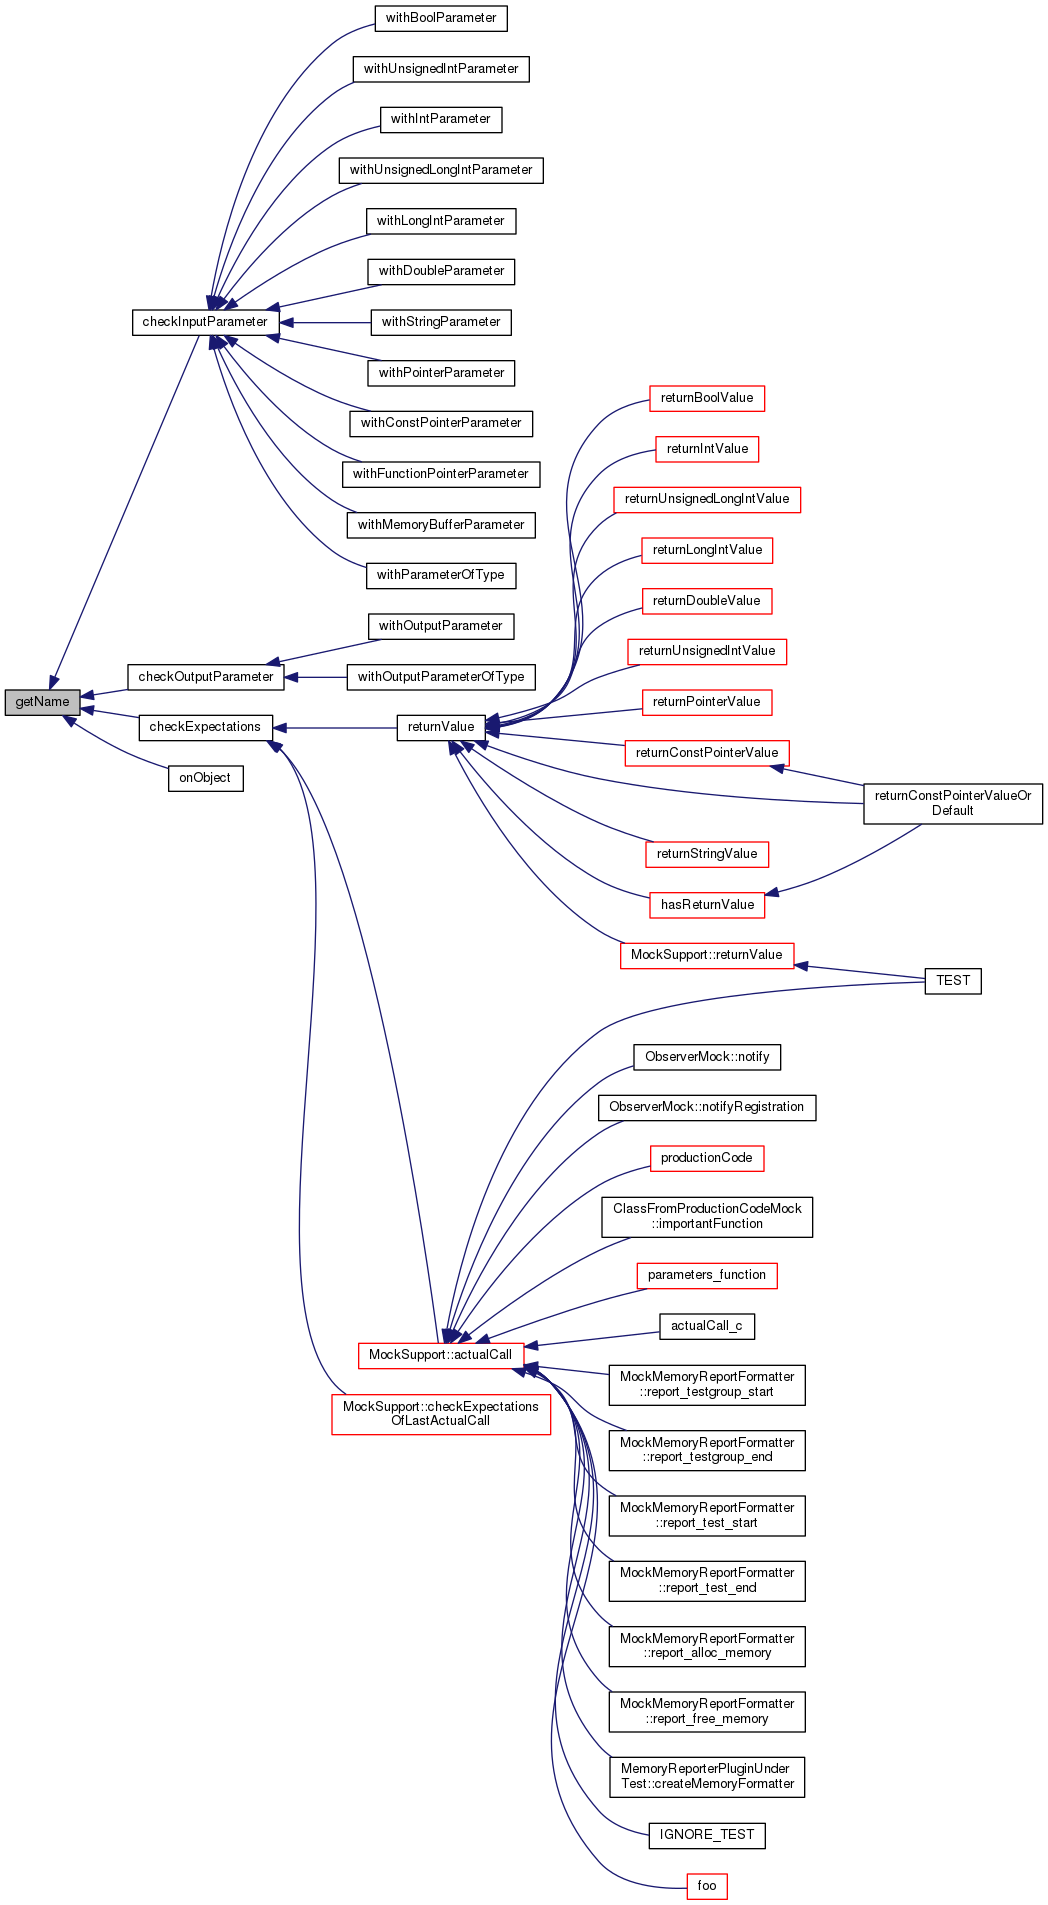 withBoolParameter
withUnsignedIntParameter
withIntParameter
withUnsignedLongIntParameter
withLongIntParameter
withDoubleParameter
checkInputParameter
withStringParameter
withPointerParameter
returnBoolValue
withConstPointerParameter
returnIntValue
withFunctionPointerParameter
returnUnsignedLongIntValue
withMemoryBufferParameter
returnLongIntValue
withParameterOfType
returnDoubleValue
withOutputParameter
returnUnsignedIntValue
checkOutputParameter
withOutputParameterOfType
getName
returnPointerValue
checkExpectations
returnValue
returnConstPointerValue
onObject
returnConstPointerValueOr
Default
returnStringValue
hasReturnValue
MockSupport::returnValue
TEST
ObserverMock::notify
ObserverMock::notifyRegistration
productionCode
ClassFromProductionCodeMock
::importantFunction
parameters_function
actualCall_c
MockSupport::actualCall
MockMemoryReportFormatter
::report_testgroup_start
MockSupport::checkExpectations
OfLastActualCall
MockMemoryReportFormatter
::report_testgroup_end
MockMemoryReportFormatter
::report_test_start
MockMemoryReportFormatter
::report_test_end
MockMemoryReportFormatter
::report_alloc_memory
MockMemoryReportFormatter
::report_free_memory
MemoryReporterPluginUnder
Test::createMemoryFormatter
IGNORE_TEST
foo